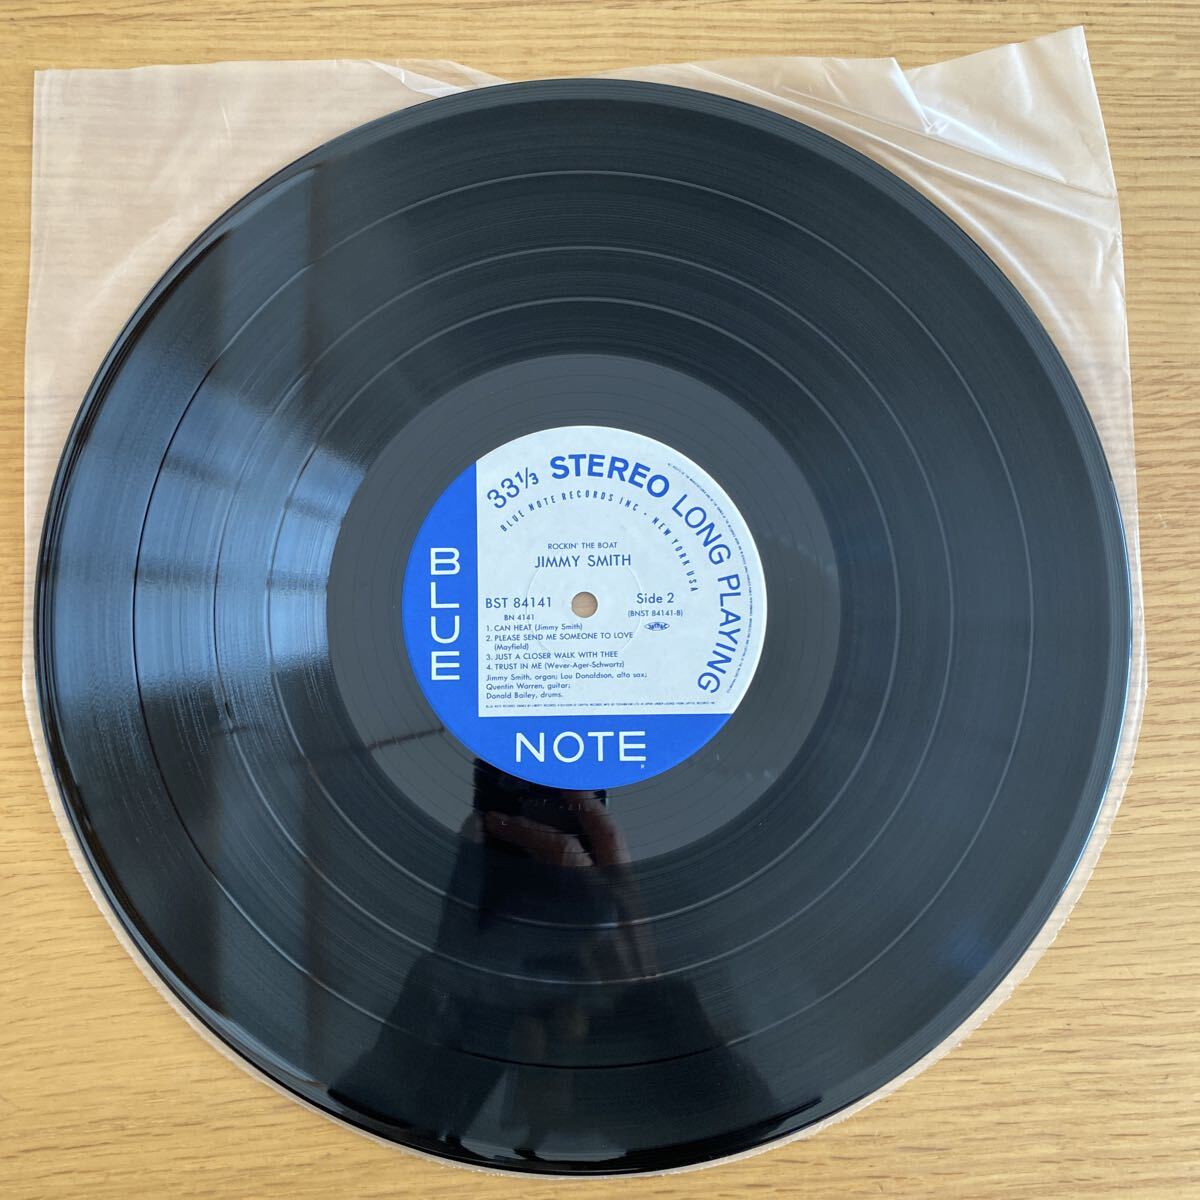 33 1/3 STEREO LONG PLAYING
BLUE NOTE RECORDS INC · NEW YORK USA
BLUE
NOTE
ROCKIN' THE BOAT
JIMMY SMITH
BST 84141
Side 2
BN 4141
(BNST 84141-B)
1. CAN HEAT (Jimmy Smith)
2. PLEASE SEND ME SOMEONE TO LOVE
(Mayfield)
3. JUST A CLOSER WALK WITH THEE
4. TRUST IN ME (Wever-Ager-Schwartz)
Jimmy Smith, organ; Lou Donaldson, alto sax;
Quentin Warren, guitar;
Donald Bailey, drums.